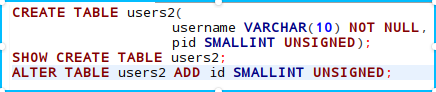 CREATE TABLE users2(
username VARCHAR(10) NOT NULL,
pid SMALLINT UNSIGNED);
SHOW CREATE TABLE users2;
ALTER TABLE users2 ADD id SMALLINT UNSIGNED;